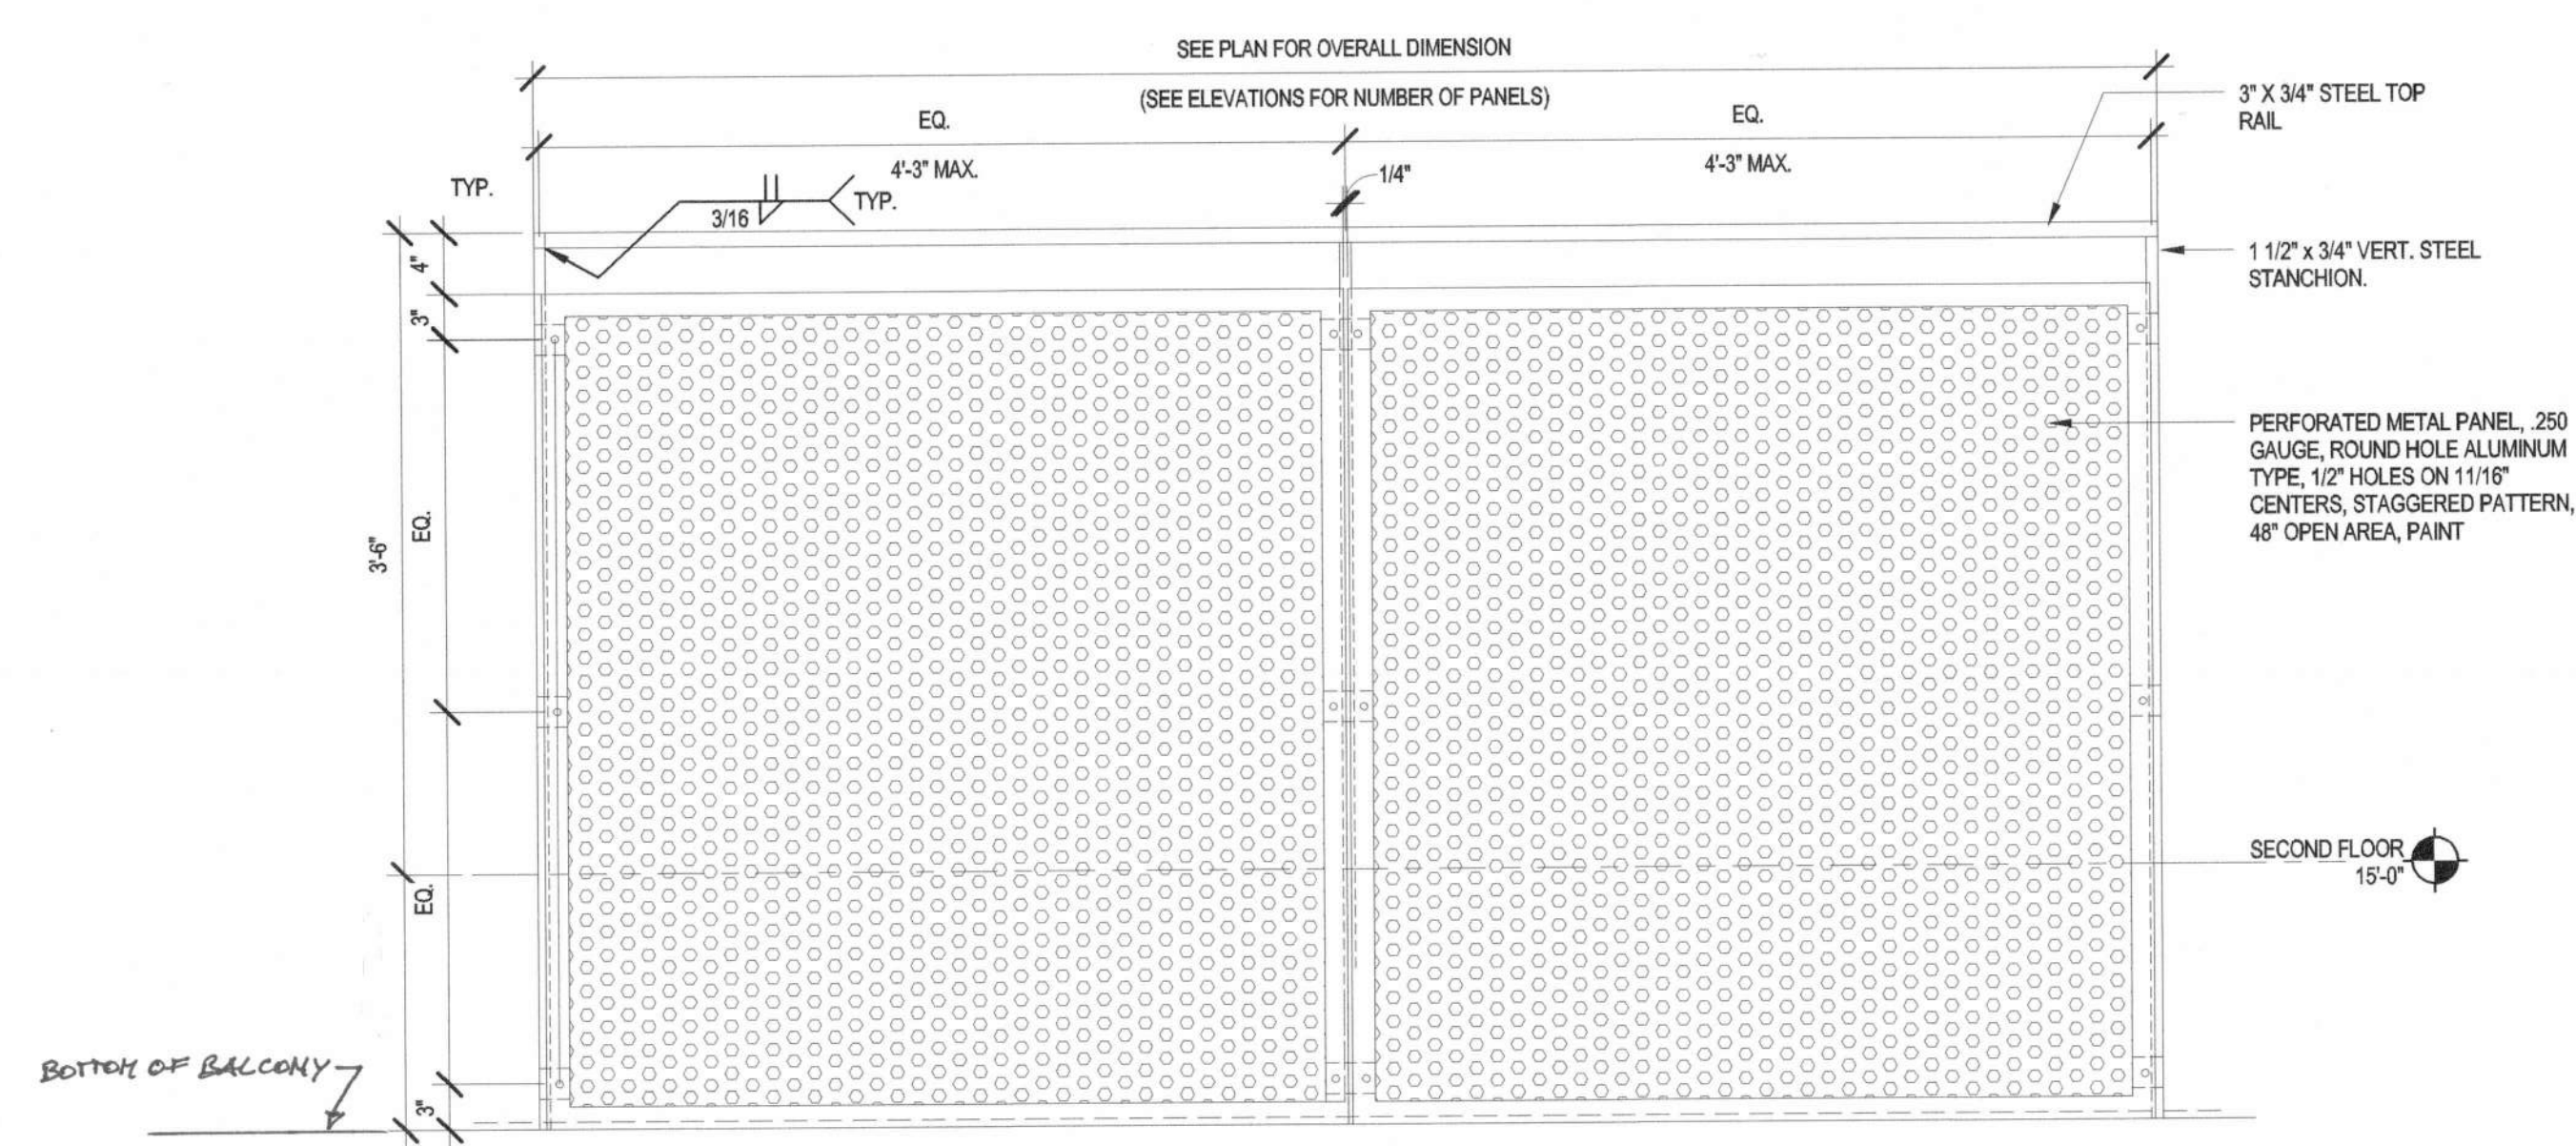 SEE PLAN FOR OVERALL DIMENSION
(SEE ELEVATIONS FOR NUMBER OF PANELS)
EQ.
EQ.
4'-3" MAX.
4'-3" MAX.
1/4"
TYP.
3/16
TYP.
3" X 3/4" STEEL TOP
RAIL
1 1/2" x 3/4" VERT. STEEL
STANCHION.
4"
3"
EQ.
3'-6"
EQ.
3"
PERFORATED METAL PANEL, .250
GAUGE, ROUND HOLE ALUMINUM
TYPE, 1/2" HOLES ON 11/16"
CENTERS, STAGGERED PATTERN,
48" OPEN AREA, PAINT
SECOND FLOOR
15'-0"
BOTTOM OF BALCONY